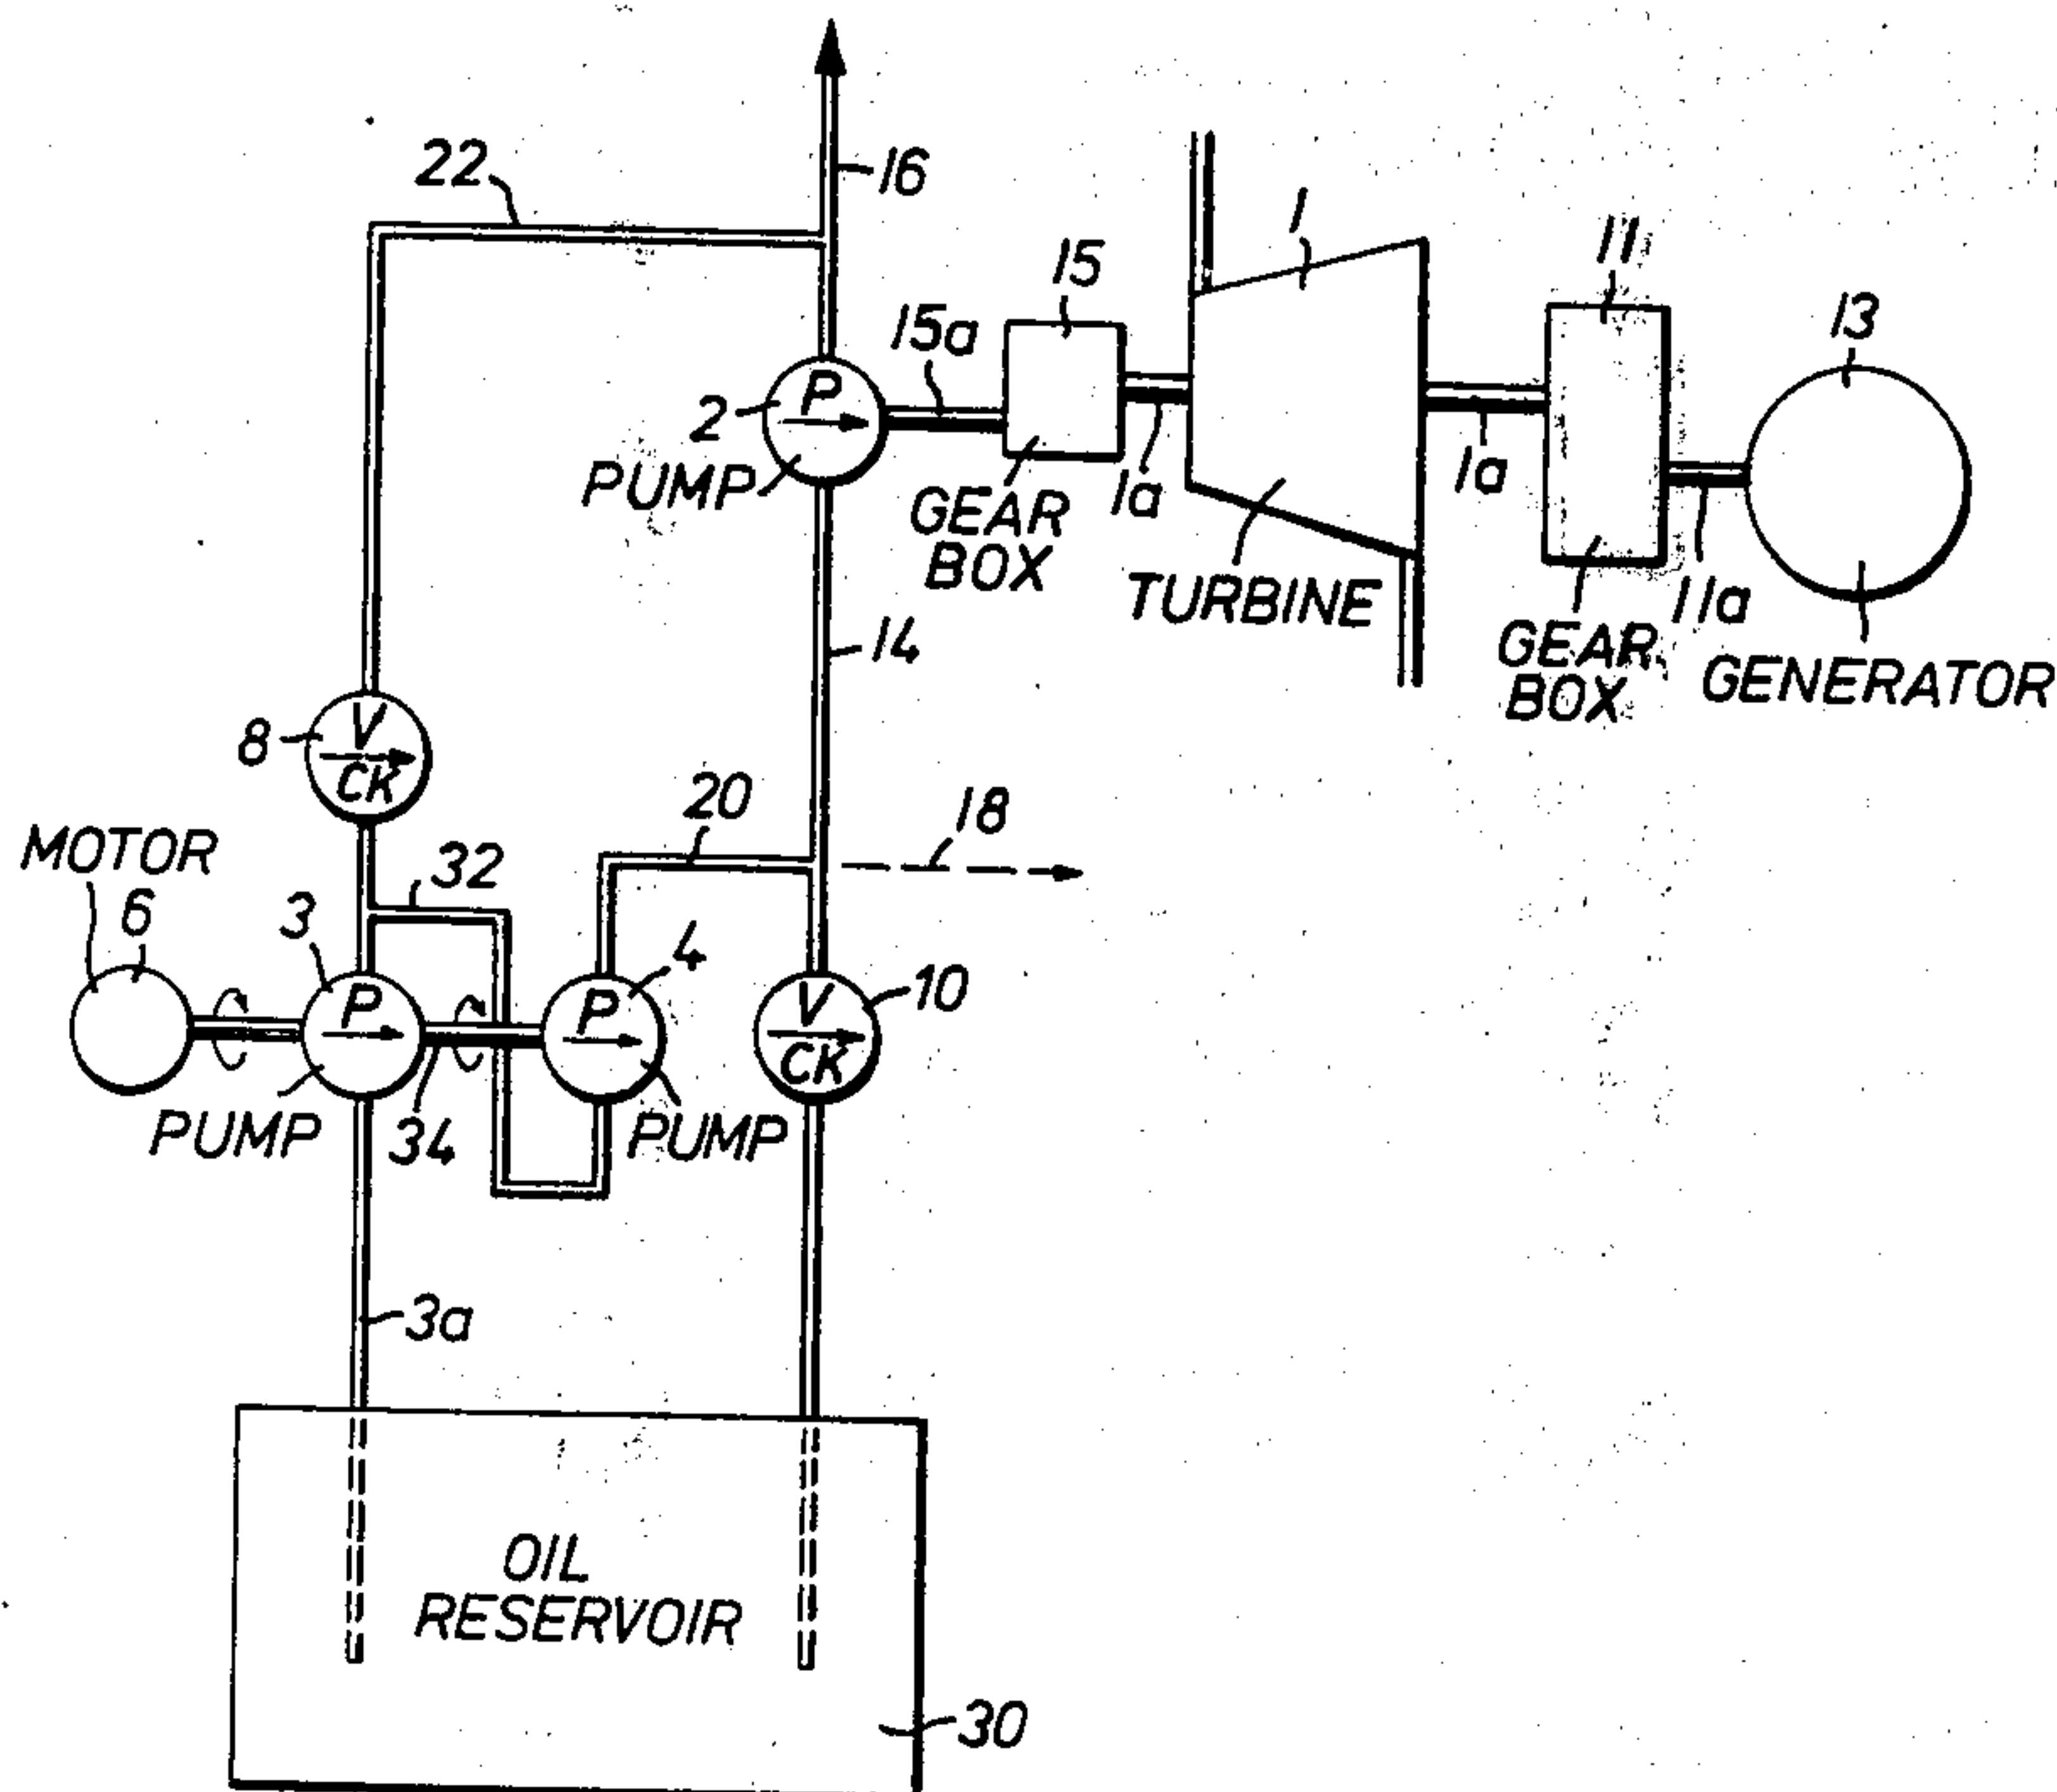 22
16
1
11
15
13
15a
P
2
PUMP
GEAR
BOX
1a
1a
TURBINE
11a
GEAR
BOX
GENERATOR
14
V
8
CK
20
18
MOTOR
6
32
3
4
10
P
P
V
CK
PUMP
34
PUMP
3a
OIL
RESERVOIR
30